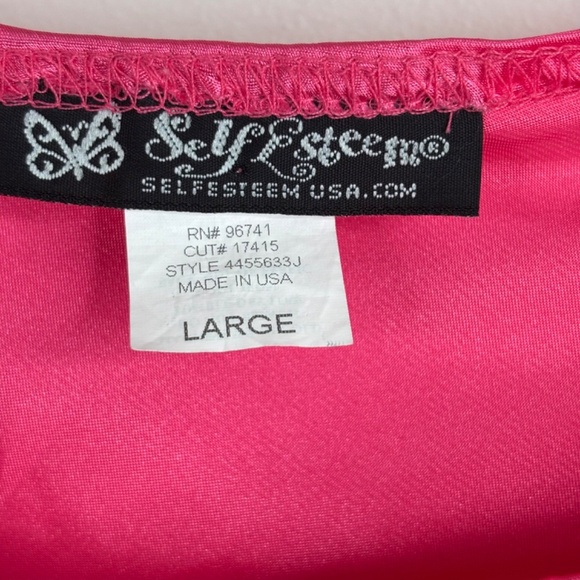 Self Esteem®
SELFESTEEM USA.COM
RN# 96741
CUT# 17415
STYLE 4455633J
MADE IN USA
LARGE